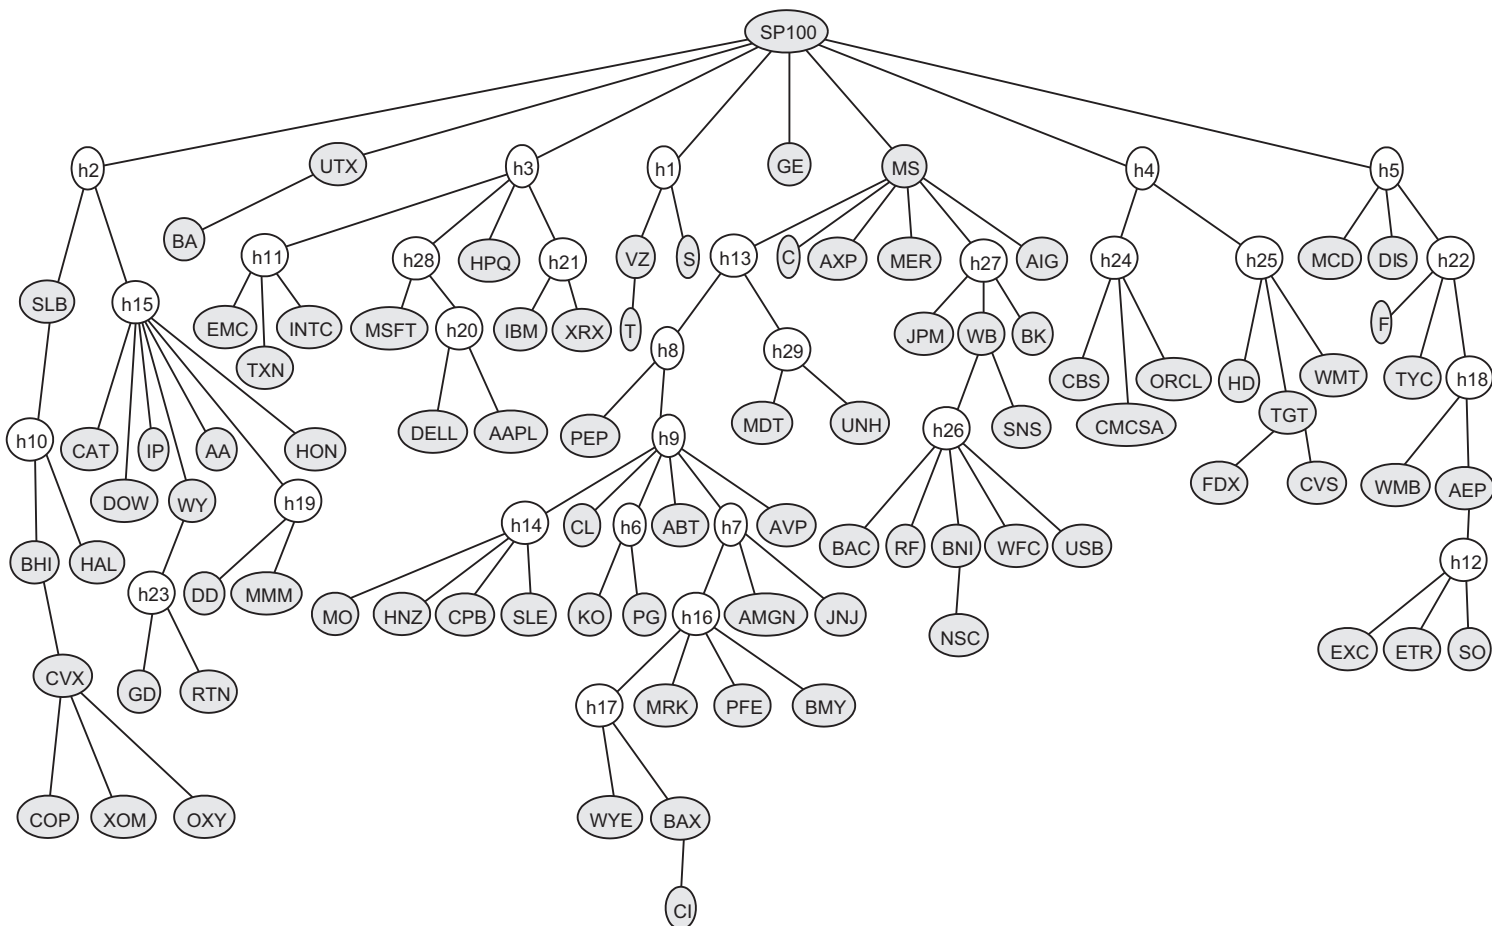 SP100
h2
UTX
h3
h1
GE
MS
h4
h5
BA
h11
h28
HPQ
h21
VZ
S
h13
C
AXP
MER
h27
AIG
h24
h25
MCD
DIS
h22
SLB
h15
EMC
INTC
TXN
MSFT
h20
IBM
XRX
T
h8
h29
JPM
WB
BK
CBS
CMCSA
ORCL
HD
TGT
WMT
F
TYC
h18
h10
CAT
DOW
IP
WY
AA
h19
HON
DELL
AAPL
PEP
h9
MDT
UNH
h26
SNS
FDX
CVS
WMB
AEP
BHI
HAL
h23
DD
MMM
h14
CL
h6
ABT
h7
AVP
BAC
RF
BNI
WFC
USB
h12
MO
HNZ
CPB
SLE
KO
PG
h16
AMGN
JNJ
NSC
EXC
ETR
SO
CVX
GD
RTN
h17
MRK
PFE
BMY
COP
XOM
OXY
WYE
BAX
CI